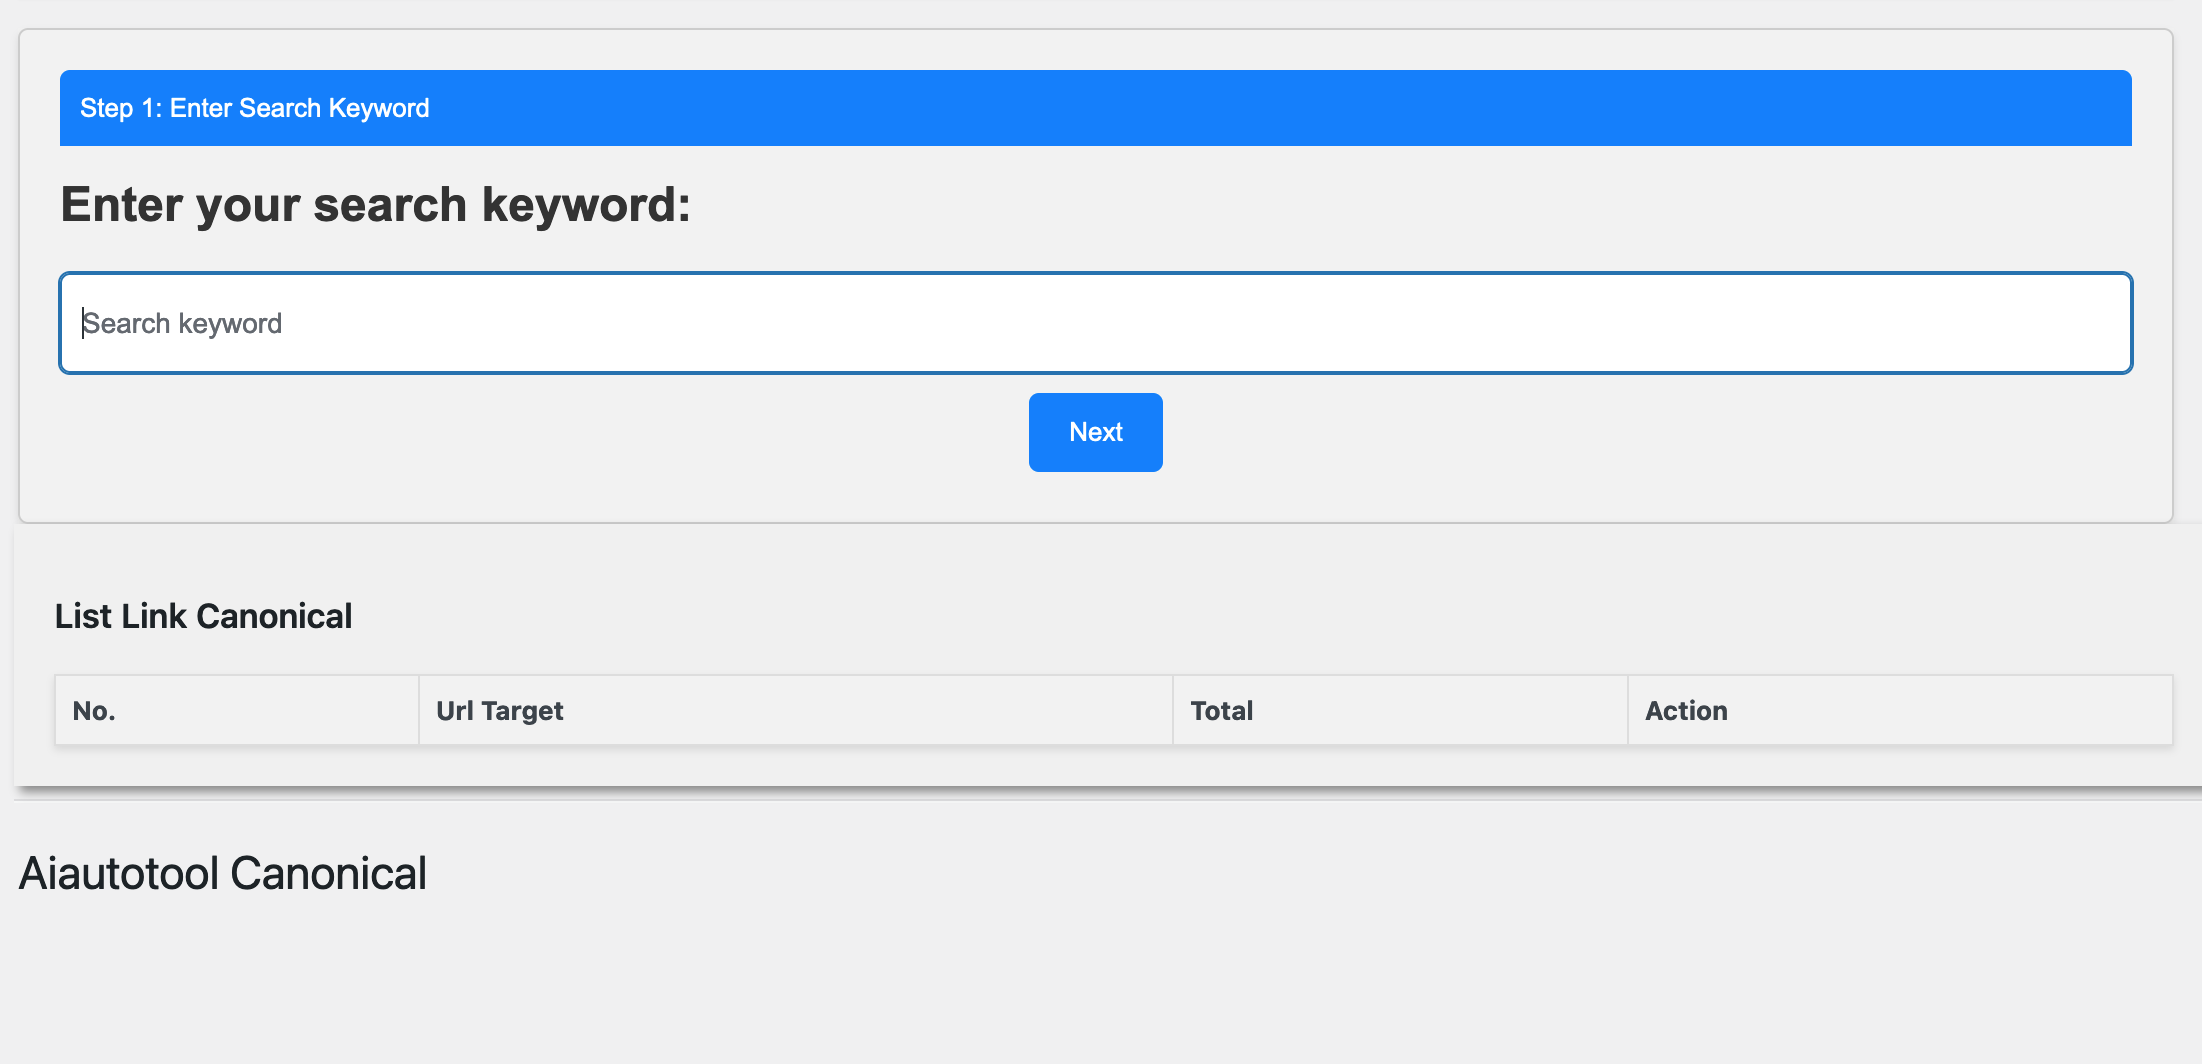 Step 1: Enter Search Keyword
Enter your search keyword:
Search keyword
Next
List Link Canonical
No. Url Target Total Action
Aiautotool Canonical